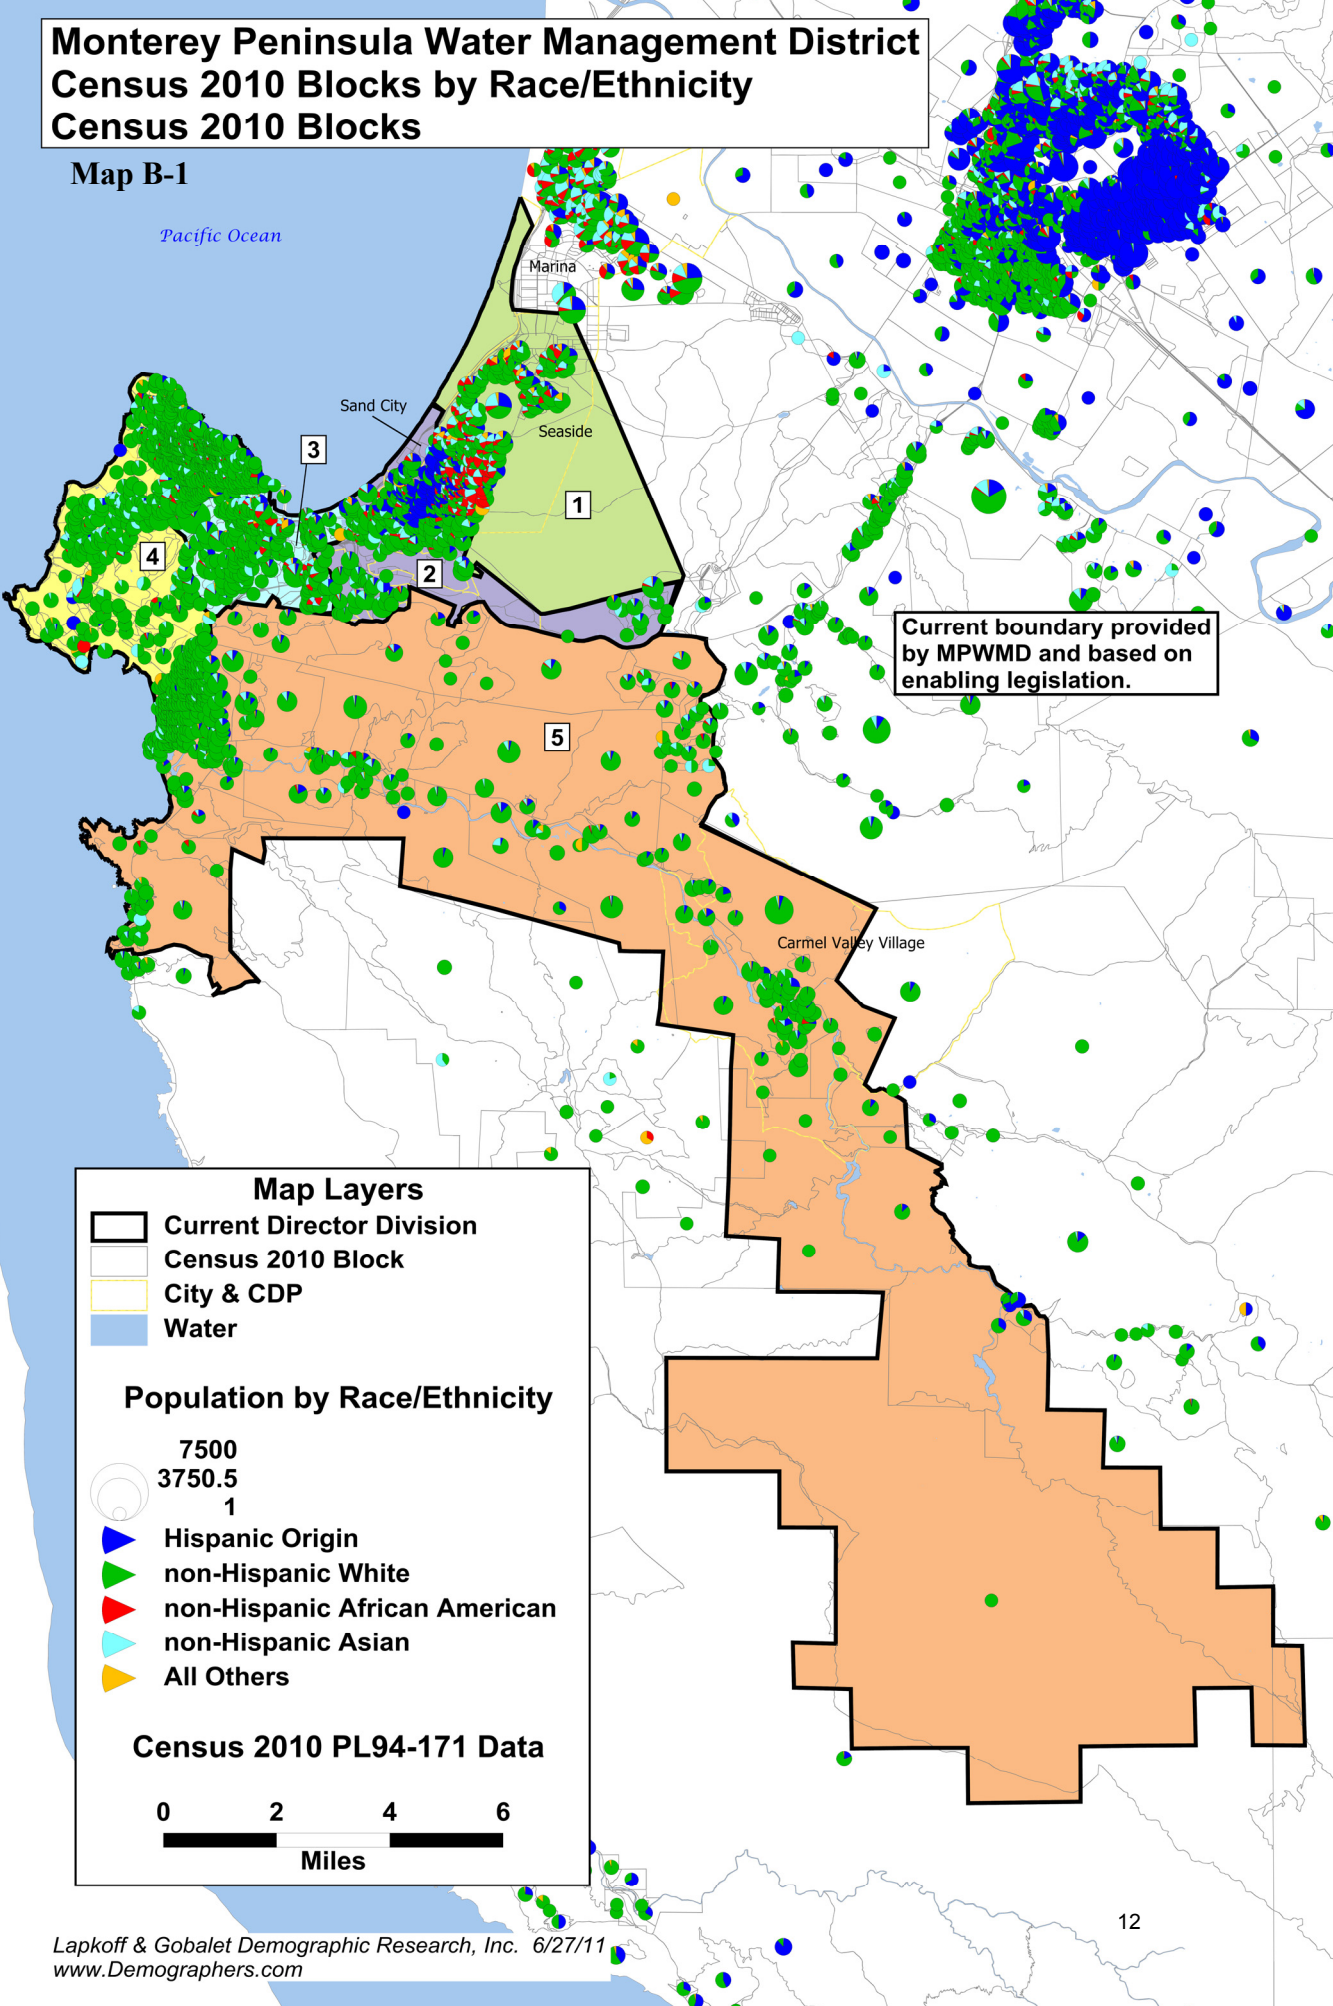 Monterey Peninsula Water Management District
Census 2010 Blocks by Race/Ethnicity
Census 2010 Blocks
Map B-1
Pacific Ocean
Marina
Sand City
3
Seaside
1
4
2
Current boundary provided
by MPWMD and based on
enabling legislation.
5
Carmel Valley Village
Map Layers
Current Director Division
Census 2010 Block
City & CDP
Water
Population by Race/Ethnicity
7500
3750.5
1
Hispanic Origin
non-Hispanic White
non-Hispanic African American
non-Hispanic Asian
All Others
Census 2010 PL94-171 Data
0 2 4 6
Miles
12
Lapkoff & Gobalet Demographic Research, Inc. 6/27/11
www.Demographers.com